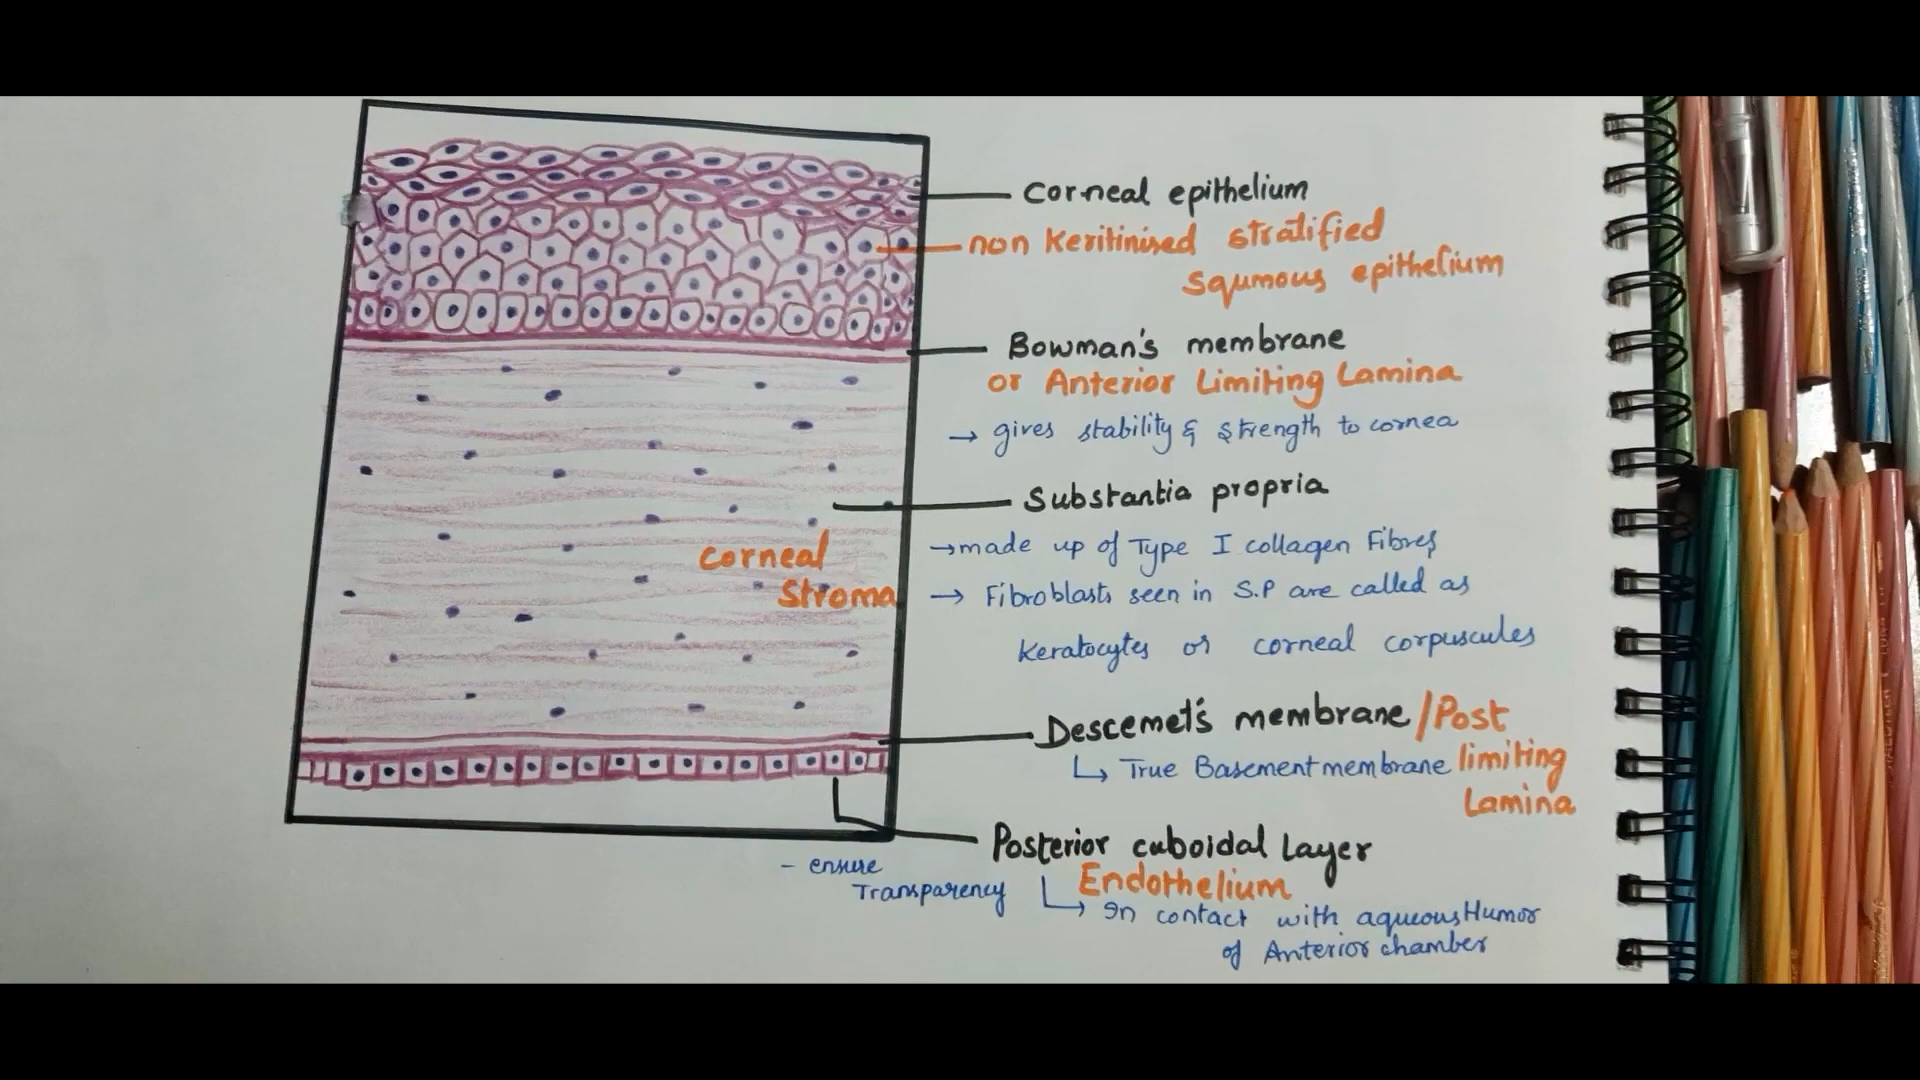 Corneal epithelium
non Keritinised stratified
Squmous epithelium
Bowman's membrane
or Anterior Limiting Lamina
→ gives stability & strength to cornea
Substantia propria
→ made up of Type I collagen Fibres
corneal
Stroma
→ Fibroblasts seen in S.P are called as
Keratocytes or corneal corpuscules
Descemet's membrane/Post
limiting
Lamina
↳ True Basement membrane
Posterior cuboidal Layer
Endothelium
- ensure
Transparency
↳ In contact with aqueous Humor
of Anterior chamber